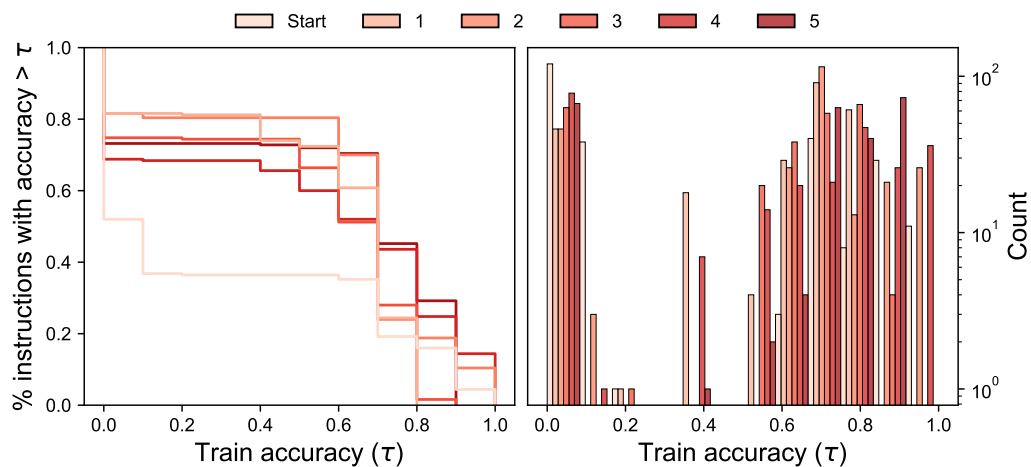 Start 1 2 3 4 5
% instructions with accuracy > τ
1.0
0.8
0.6
0.4
0.2
0.0
0.0 0.2 0.4 0.6 0.8 1.0
Train accuracy (τ)
10²
10¹
10⁰
Count
0.0 0.2 0.4 0.6 0.8 1.0
Train accuracy (τ)